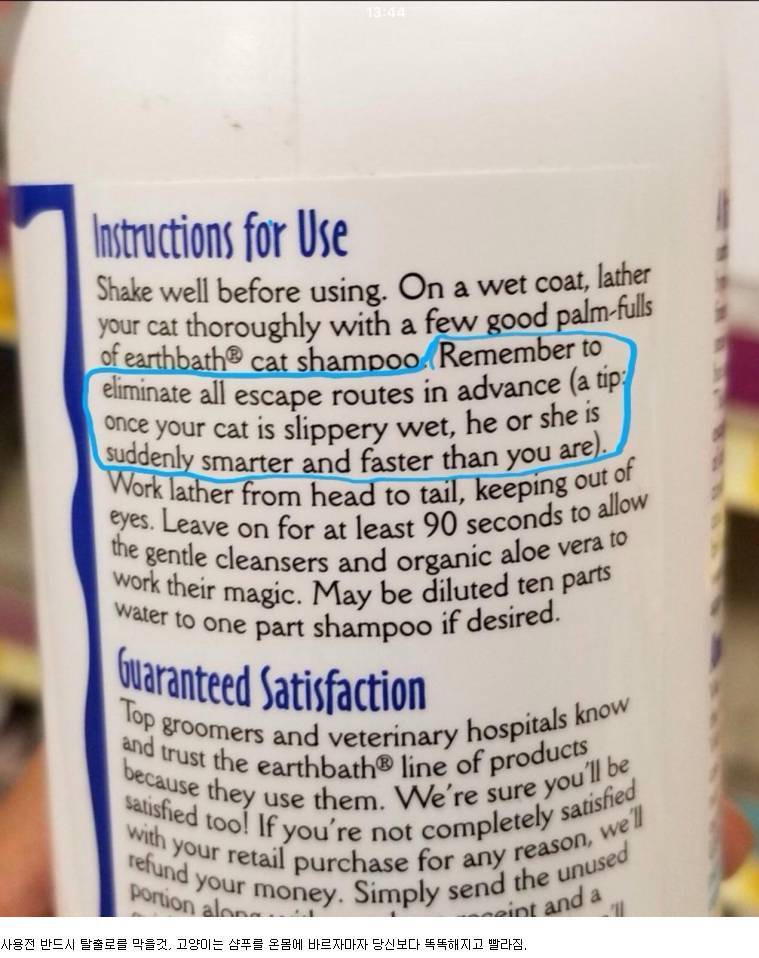 13:44
Instructions for Use
Shake well before using. On a wet coat, lather
your cat thoroughly with a few good palm-fulls
of earthbath® cat shampoo. Remember to
eliminate all escape routes in advance (a tip:
once your cat is slippery wet, he or she is
suddenly smarter and faster than you are).
Work lather from head to tail, keeping out of
eyes. Leave on for at least 90 seconds to allow
the gentle cleansers and organic aloe vera to
work their magic. May be diluted ten parts
water to one part shampoo if desired.
Guaranteed Satisfaction
Top groomers and veterinary hospitals know
and trust the earthbath® line of products
because they use them. We're sure you'll be
satisfied too! If you're not completely satisfied
with your retail purchase for any reason, we'll
refund your money. Simply send the unused
portion along and a
사용전 반드시 탈출로를 막을것, 고양이는 샴푸를 온몸에 바르자마자 당신보다 똑똑해지고 빨라짐.